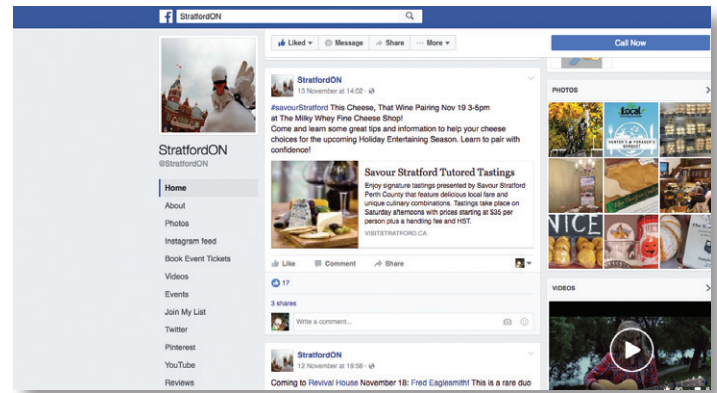 StratfordON
Liked
Message
Share
More
Call Now
StratfordON
@StratfordON
Home
About
Photos
Instagram feed
Book Event Tickets
Videos
Events
Join My List
Twitter
Pinterest
YouTube
Reviews
StratfordON
13 November at 14:02
#savourStratford This Cheese, That Wine Pairing Nov 19 3-5pm
at The Milky Whey Fine Cheese Shop!
Come and learn some great tips and information to help your cheese
choices for the upcoming Holiday Entertaining Season. Learn to pair with
confidence!
Savour Stratford Tutored Tastings
Enjoy signature tastings presented by Savour Stratford
Perth County that feature delicious local fare and
unique culinary combinations. Tastings take place on
Saturday afternoons with prices starting at $35 per
person plus a handling fee and HST.
VISITSTRATFORD.CA
Like
Comment
Share
17
3 shares
Write a comment...
StratfordON
12 November at 19:58
Coming to Revival House November 18: Fred Eaglesmith! This is a rare duo
PHOTOS
Local
HUNTER'S & FORAGER'S
BANQUET
NICE
VIDEOS